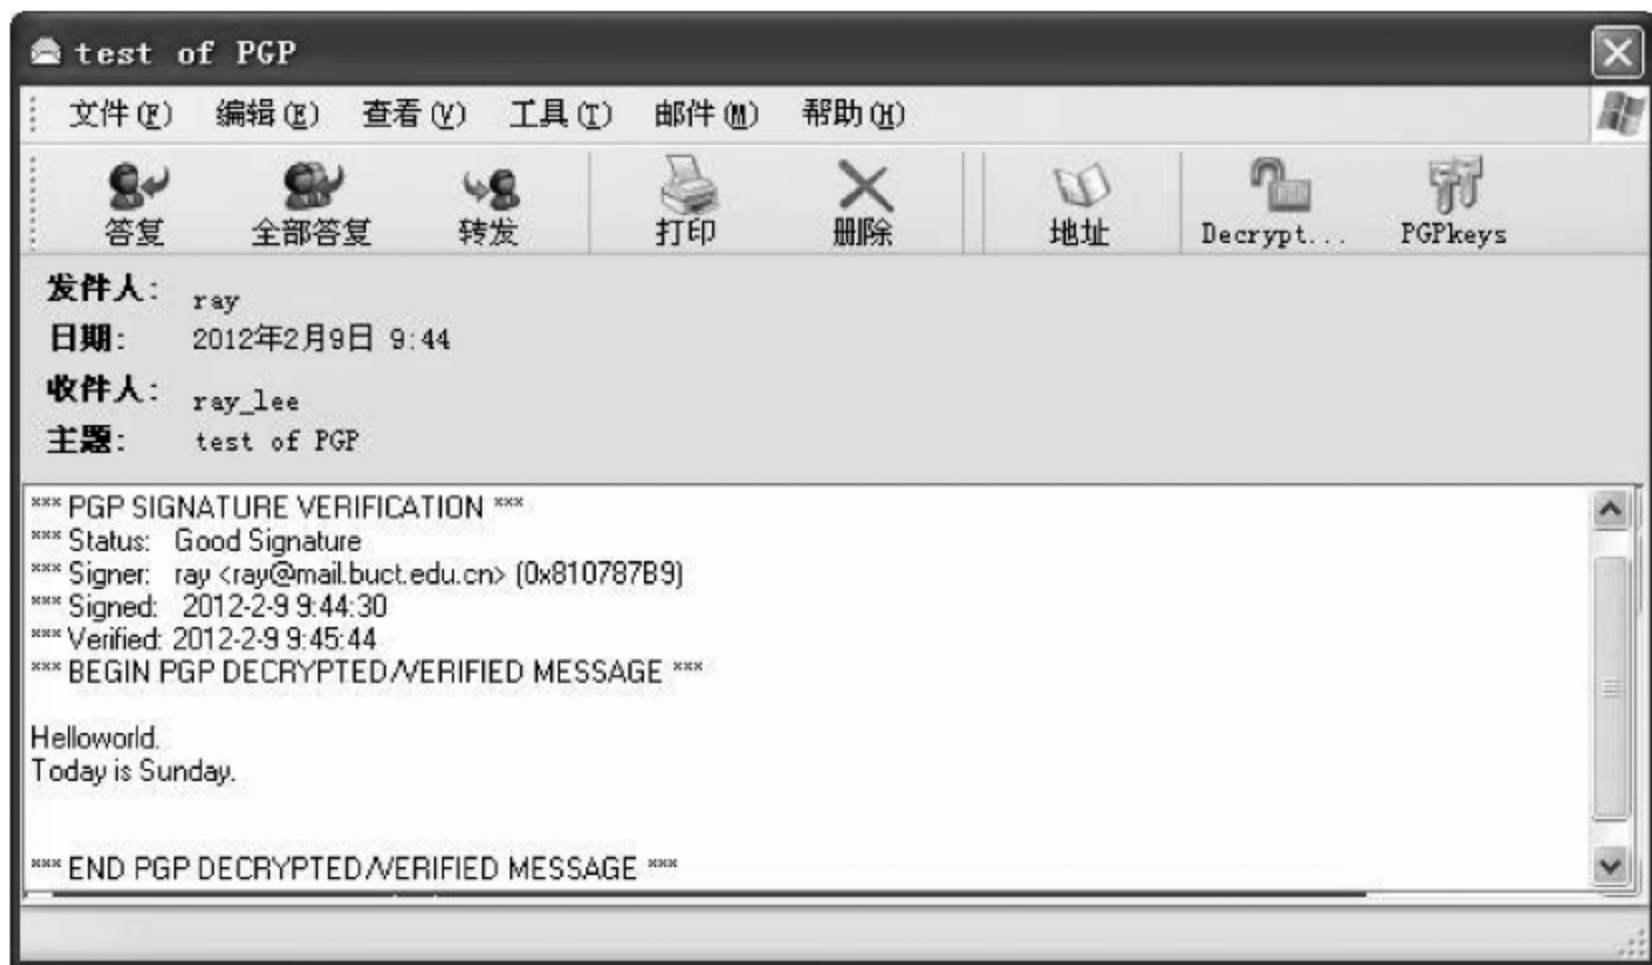 test of PGP
文件(F) 编辑(E) 查看(V) 工具(T) 邮件(M) 帮助(H)
答复 全部答复 转发 打印 删除 地址 Decrypt... PGPkeys
发件人: ray
日期: 2012年2月9日 9:44
收件人: ray_lee
主题: test of PGP
*** PGP SIGNATURE VERIFICATION ***
*** Status: Good Signature
*** Signer: ray <ray@mail.buct.edu.cn> (0x810787B9)
*** Signed: 2012-2-9 9:44:30
*** Verified: 2012-2-9 9:45:44
*** BEGIN PGP DECRYPTED/VERIFIED MESSAGE ***
Helloworld.
Today is Sunday.
*** END PGP DECRYPTED/VERIFIED MESSAGE ***